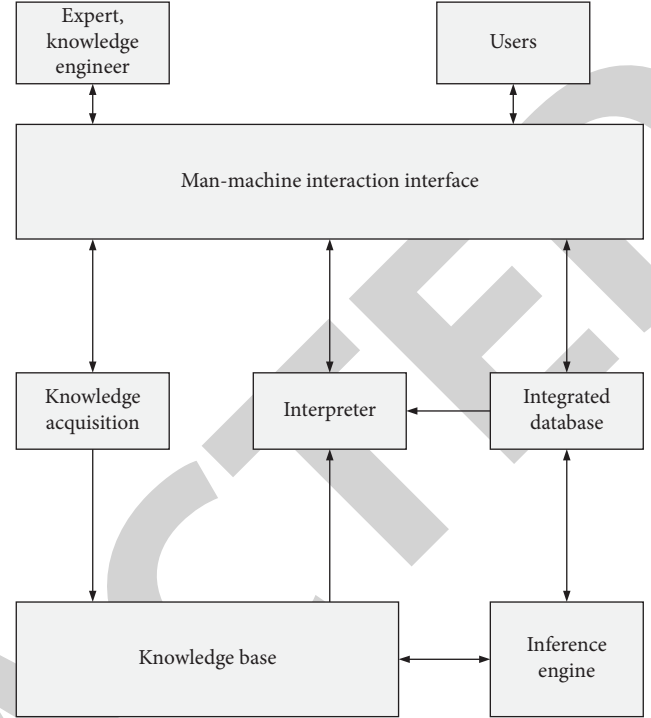 Expert,
knowledge
engineer
Users
Man-machine interaction interface
Knowledge
acquisition
Interpreter
Integrated
database
Knowledge base
Inference
engine